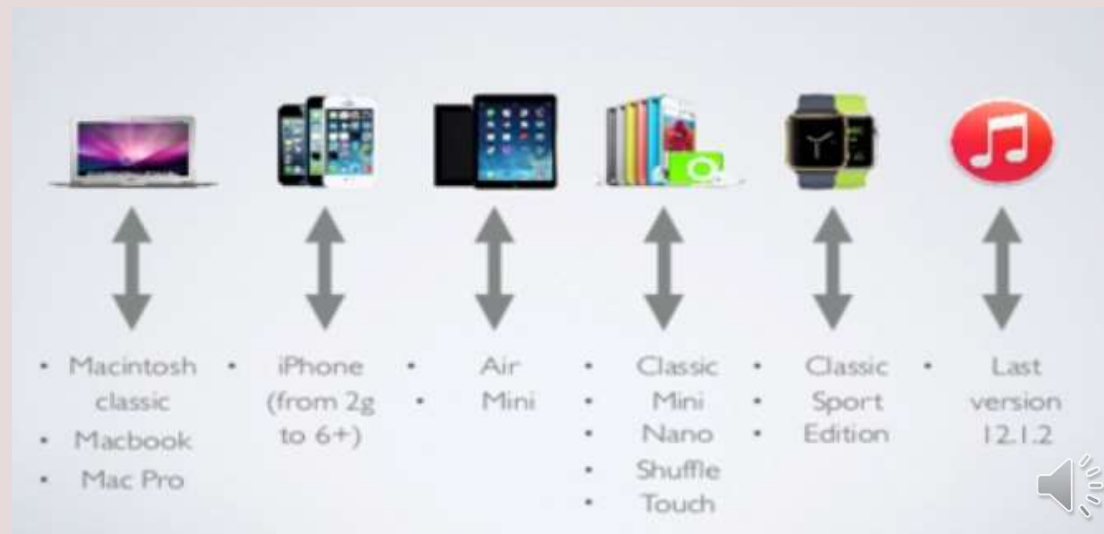 Macintosh
classic
Macbook
Mac Pro
iPhone
(from 2g
to 6+)
Air
Mini
Classic
Mini
Nano
Shuffle
Touch
Classic
Sport
Edition
Last
version
12.1.2